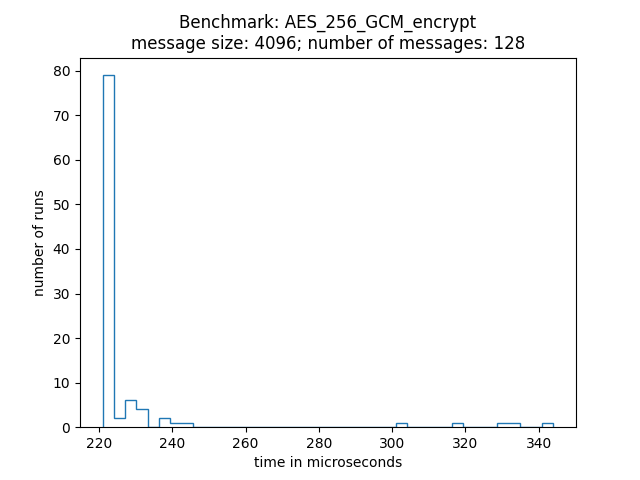 Benchmark: AES_256_GCM_encrypt
message size: 4096; number of messages: 128
80
70
60
50
40
30
20
10
0
number of runs
220 240 260 280 300 320 340
time in microseconds